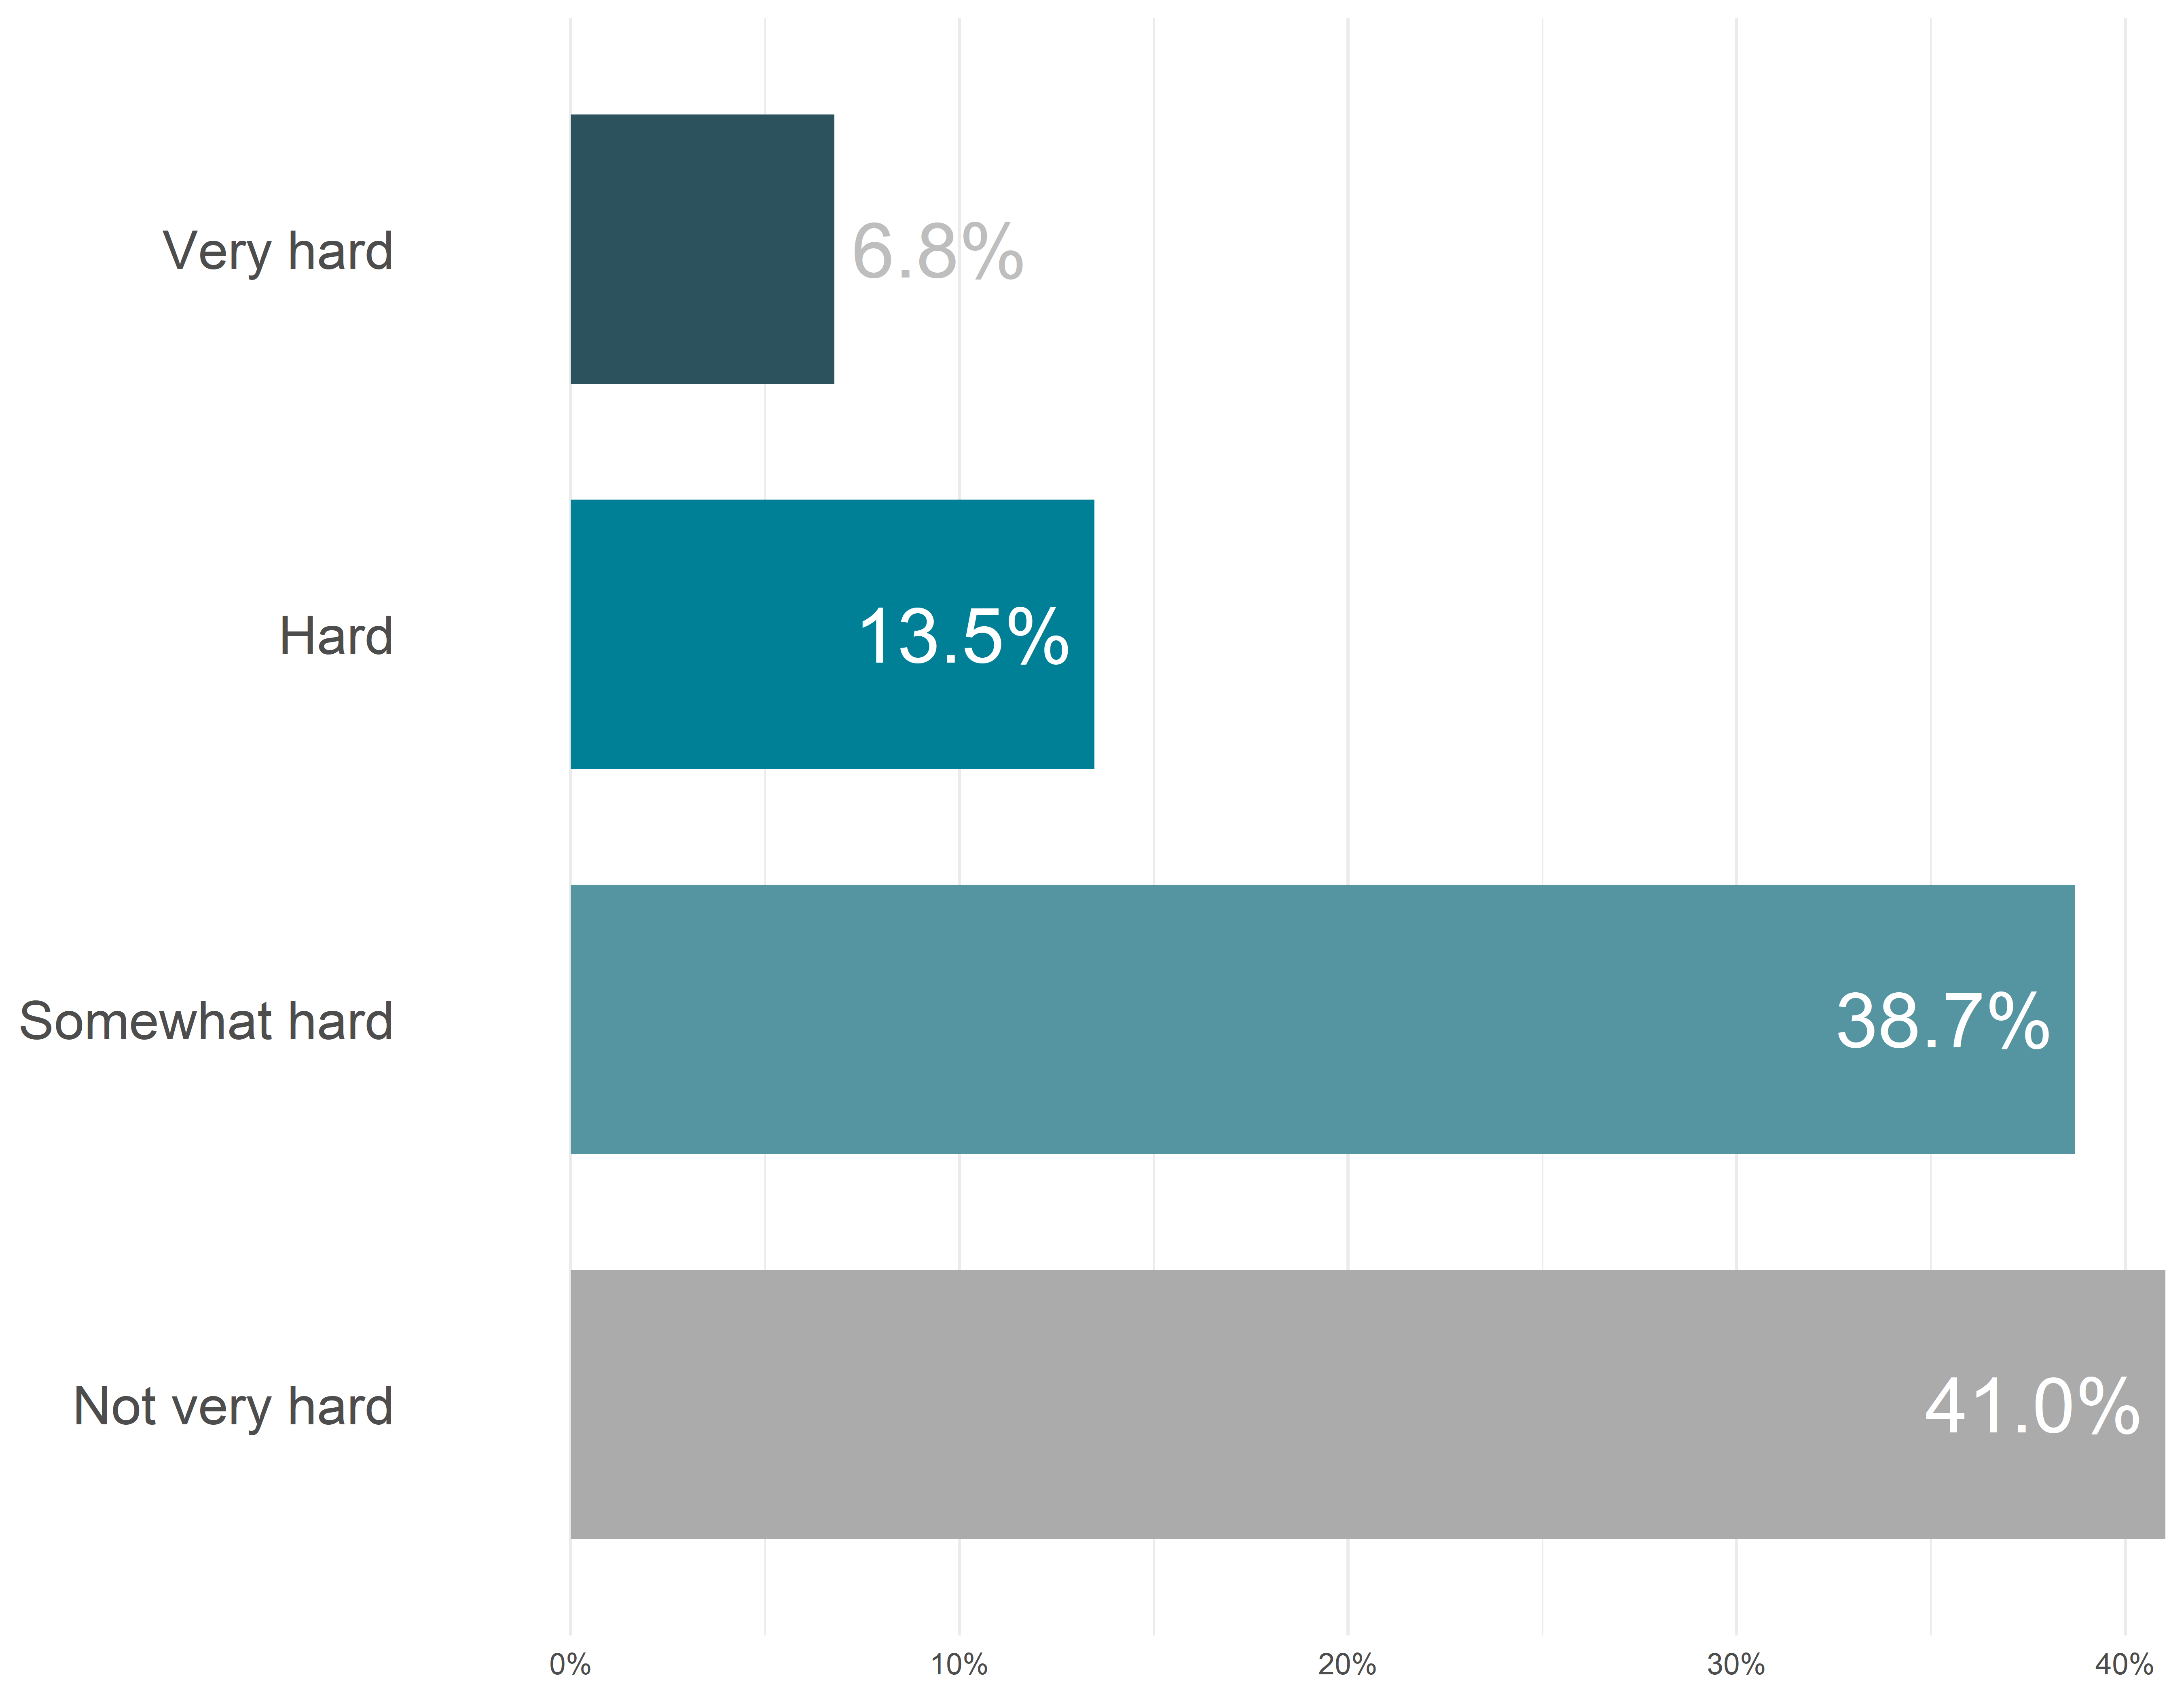 Very hard
6.8%
Hard
13.5%
Somewhat hard
38.7%
Not very hard
41.0%
0% 10% 20% 30% 40%